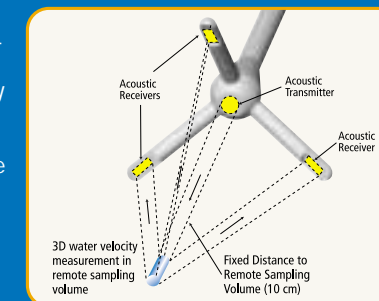 Acoustic
Receivers
Acoustic
Transmitter
Acoustic
Receiver
3D water velocity
measurement in
remote sampling
volume
Fixed Distance to
Remote Sampling
Volume (10 cm)